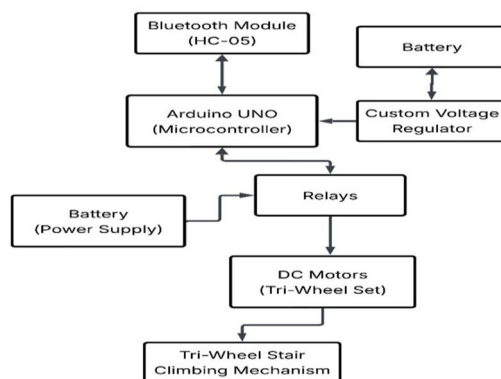 Bluetooth Module
(HC-05)
Battery
Arduino UNO
(Microcontroller)
Custom Voltage
Regulator
Relays
Battery
(Power Supply)
DC Motors
(Tri-Wheel Set)
Tri-Wheel Stair
Climbing Mechanism